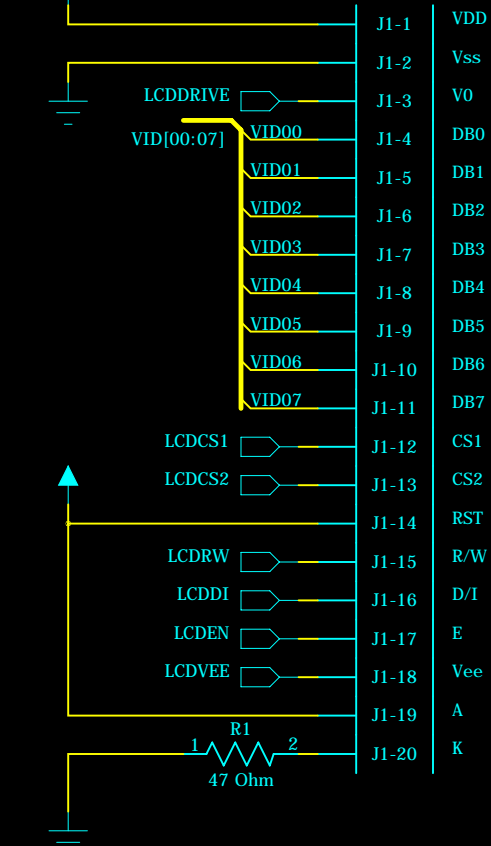 J1-1 VDD
J1-2 Vss
LCDDRIVE J1-3 V0
VID[00:07] VID00 J1-4 DB0
VID01 J1-5 DB1
VID02 J1-6 DB2
VID03 J1-7 DB3
VID04 J1-8 DB4
VID05 J1-9 DB5
VID06 J1-10 DB6
VID07 J1-11 DB7
LCDCS1 J1-12 CS1
LCDCS2 J1-13 CS2
J1-14 RST
LCDRW J1-15 R/W
LCDDI J1-16 D/I
LCDEN J1-17 E
LCDVEE J1-18 Vee
J1-19 A
R1
1 2 J1-20 K
47 Ohm